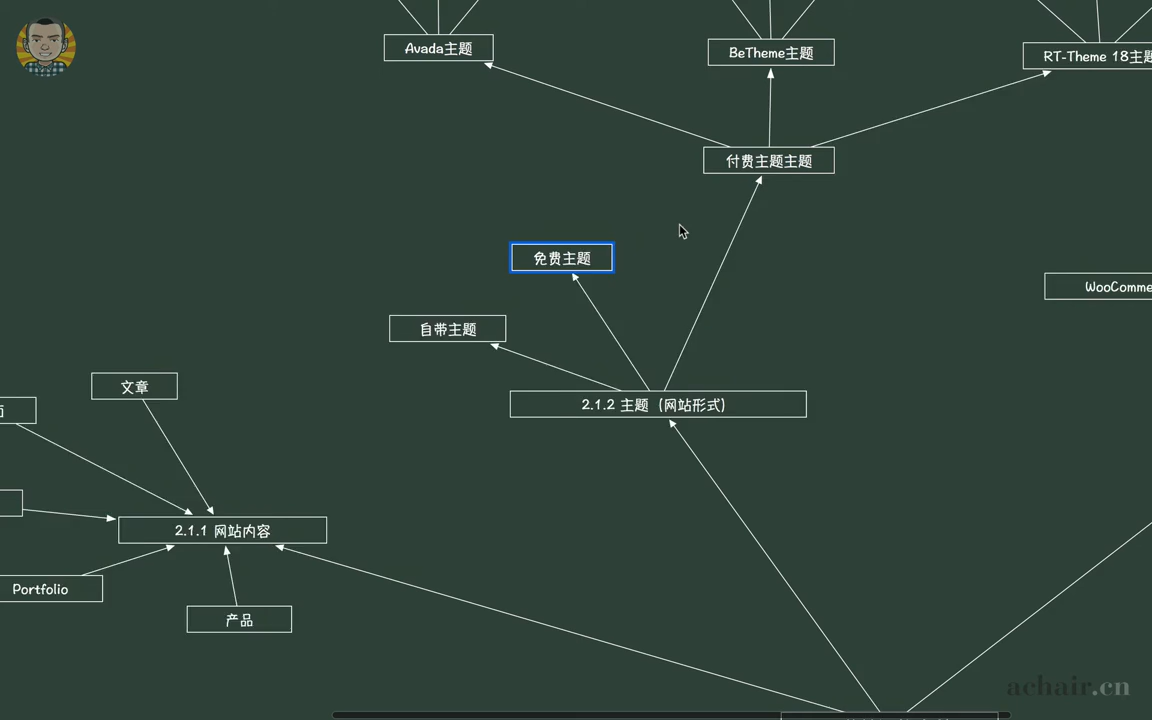 Avada主题
BeTheme主题
RT-Theme 18主题
付费主题主题
免费主题
WooComme
自带主题
文章
2.1.2 主题（网站形式）
2.1.1 网站内容
Portfolio
产品
achair.cn